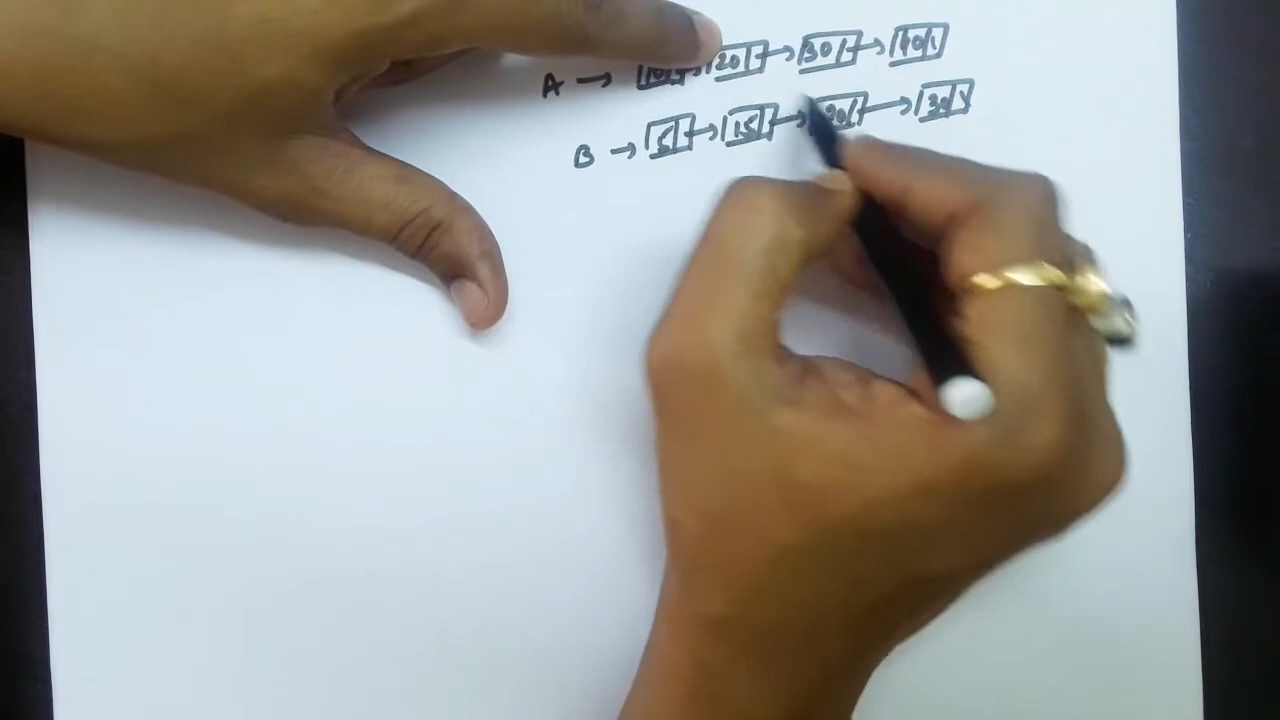 A → 10 → 20 → 30 → 40
B → 5 → 15 → 20 → 30